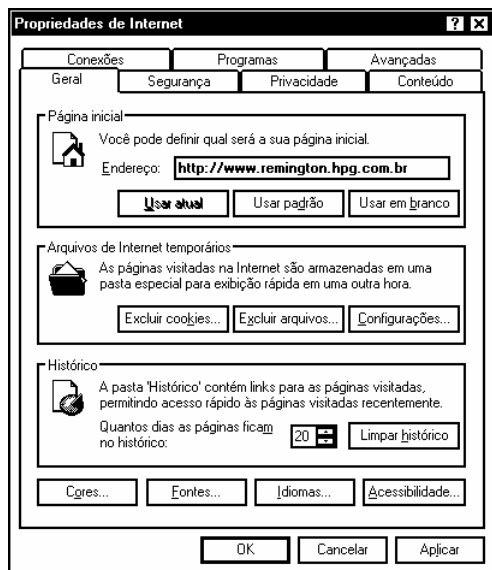 Propriedades de Internet
Conexões Programas Avançadas
Geral Segurança Privacidade Conteúdo
Página inicial
Você pode definir qual será a sua página inicial.
Endereço: http://www.remington.hpg.com.br
Usar atual Usar padrão Usar em branco
Arquivos de Internet temporários
As páginas visitadas na Internet são armazenadas em uma
pasta especial para exibição rápida em uma outra hora.
Excluir cookies... Excluir arquivos... Configurações...
Histórico
A pasta 'Histórico' contém links para as páginas visitadas,
permitindo acesso rápido às páginas visitadas recentemente.
Quantos dias as páginas ficam
no histórico: 20 Limpar histórico
Cores... Fontes... Idiomas... Acessibilidade...
OK Cancelar Aplicar